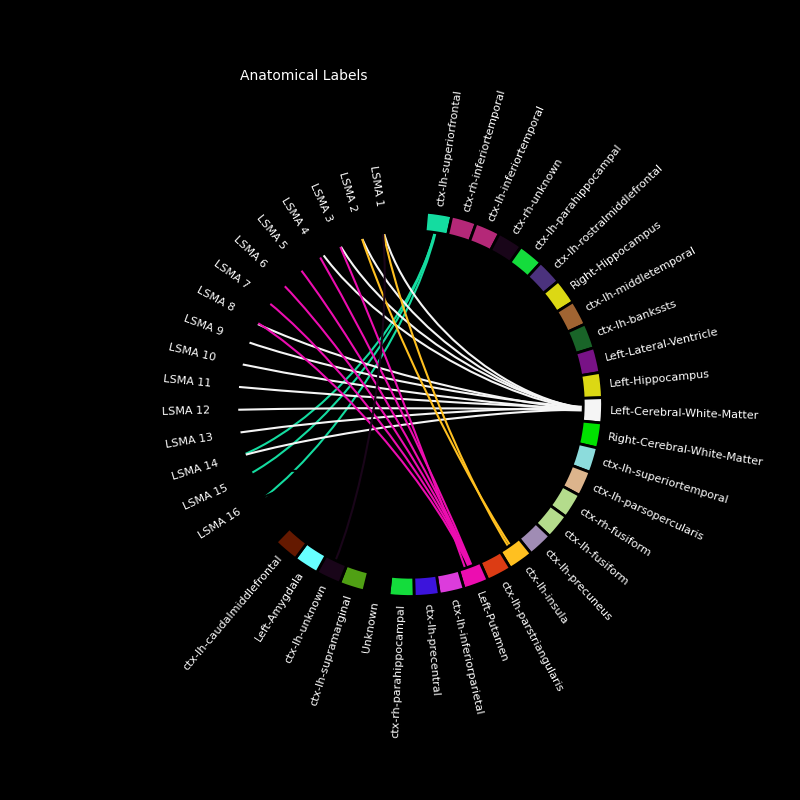 Anatomical Labels
LSMA 1
LSMA 2
LSMA 3
LSMA 4
LSMA 5
LSMA 6
LSMA 7
LSMA 8
LSMA 9
LSMA 10
LSMA 11
LSMA 12
LSMA 13
LSMA 14
LSMA 15
LSMA 16
ctx-lh-superiorfrontal
ctx-rh-inferiortemporal
ctx-lh-inferiortemporal
ctx-rh-unknown
ctx-lh-parahippocampal
ctx-lh-rostralmiddlefrontal
Right-Hippocampus
ctx-lh-middletemporal
ctx-lh-bankssts
Left-Lateral-Ventricle
Left-Hippocampus
Left-Cerebral-White-Matter
Right-Cerebral-White-Matter
ctx-lh-superiortemporal
ctx-lh-parsopercularis
ctx-rh-fusiform
ctx-lh-fusiform
ctx-lh-precuneus
ctx-lh-insula
ctx-lh-parstriangularis
Left-Putamen
ctx-lh-inferiorparietal
ctx-lh-precentral
ctx-rh-parahippocampal
Unknown
ctx-lh-supramarginal
ctx-lh-unknown
Left-Amygdala
ctx-lh-caudalmiddlefrontal